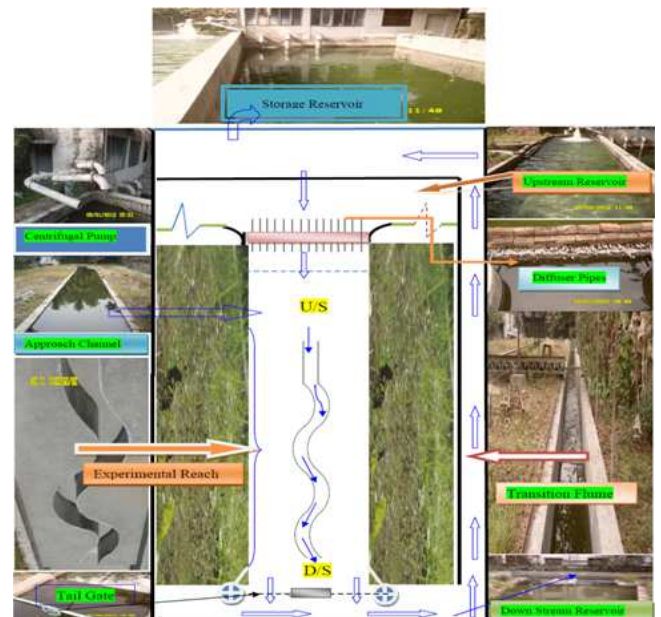 Storage Reservoir
Upstream Reservoir
Centrifugal Pump
Diffuser Pipes
U/S
Approach Channel
Experimental Reach
Transition Flume
D/S
Tail Gate
Down Stream Reservoir